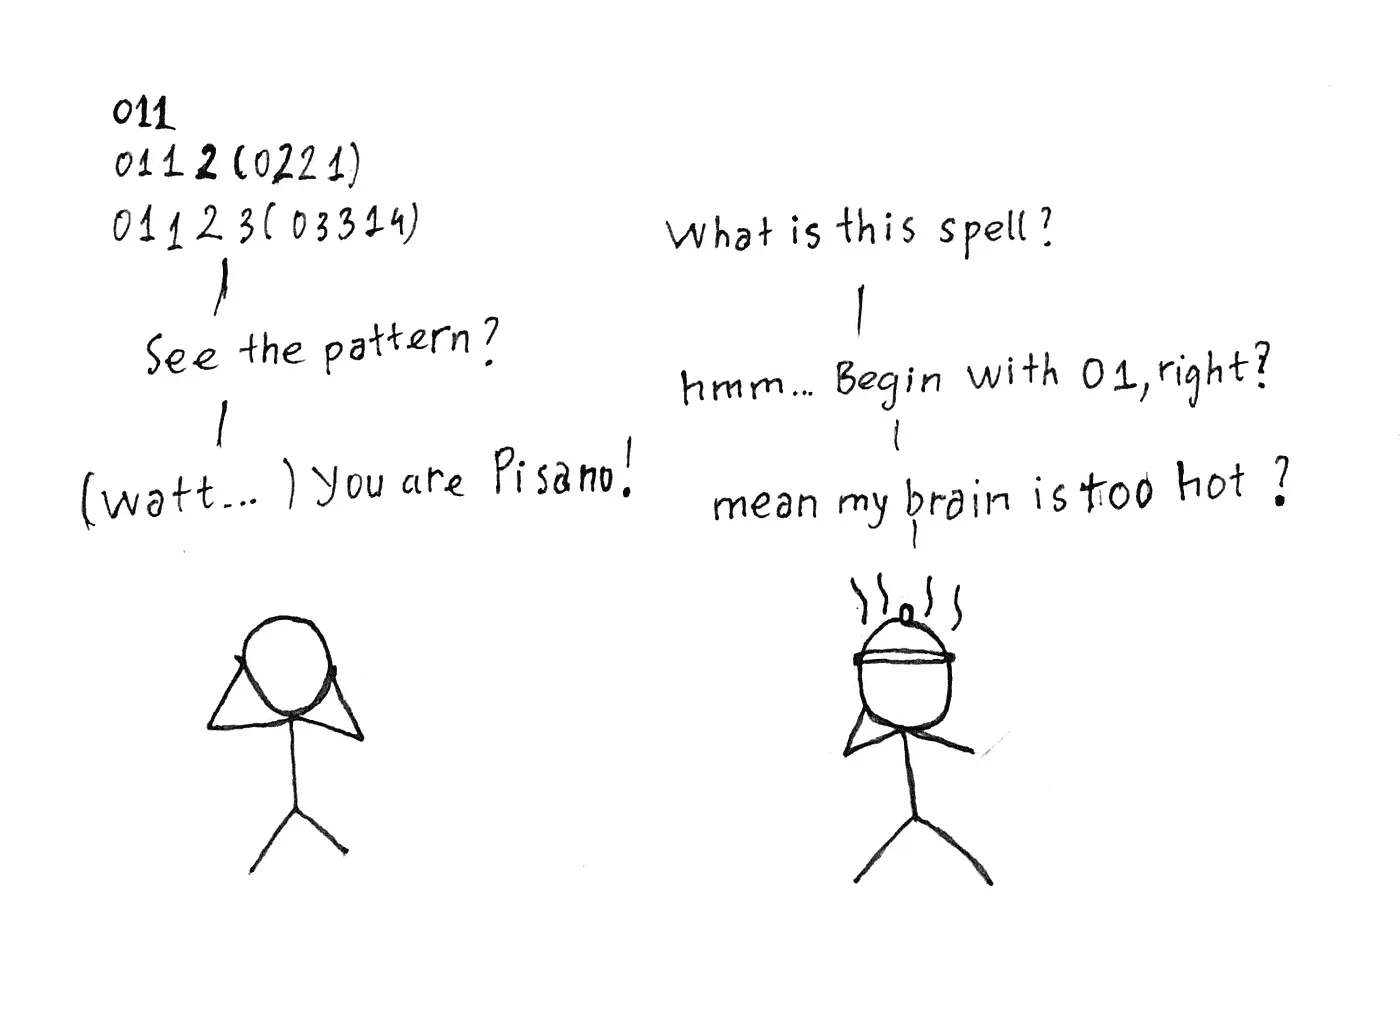 011
0112(0221)
01123(03314)
See the pattern?
(watt...) You are Pisano!
What is this spell?
hmm... Begin with 01, right?
mean my brain is too hot?